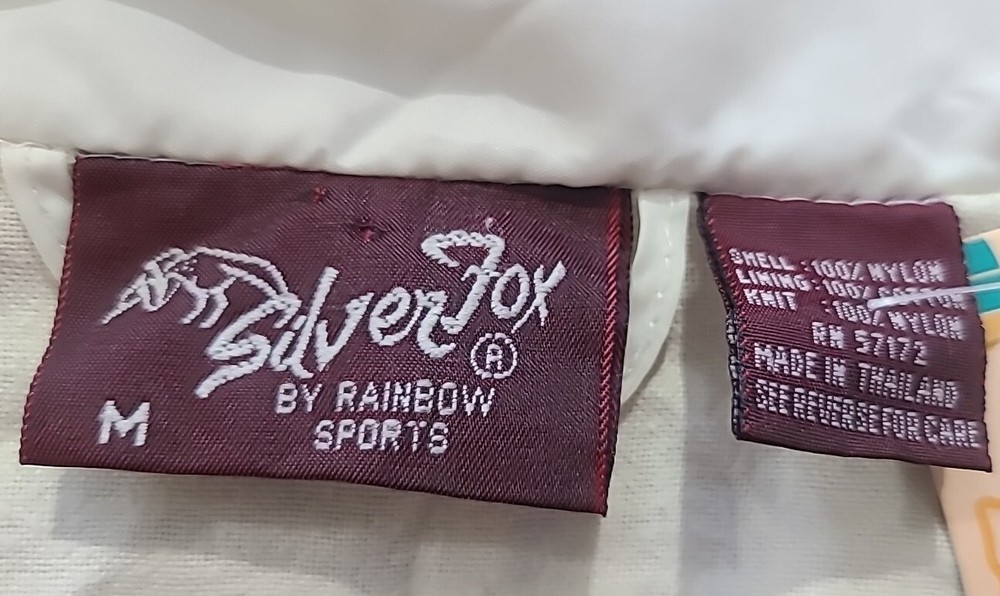 Silver Fox ®
BY RAINBOW
SPORTS
M
SHELL : 100% NYLON
LINING : 100%
KNIT : 100% NYLON
RN 57172
MADE IN THAILAND
SEE REVERSE FOR CARE